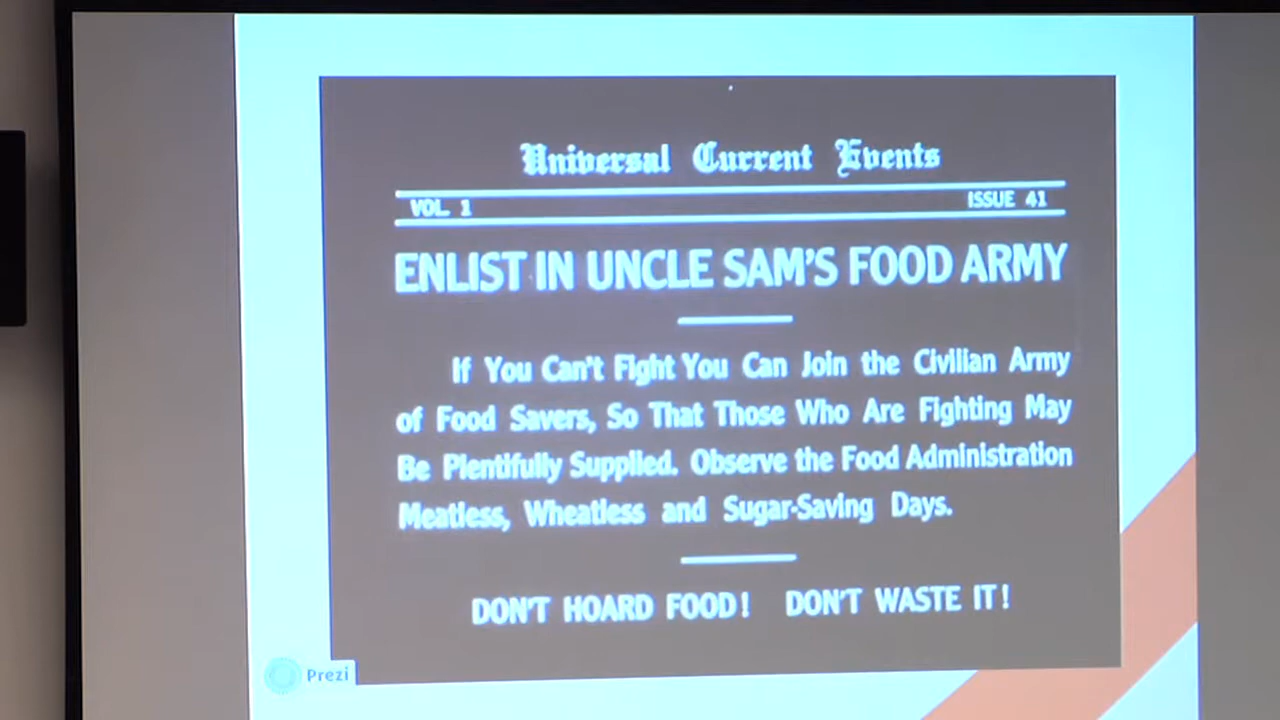 Universal Current Events
VOL. 1 ISSUE 41
ENLIST IN UNCLE SAM'S FOOD ARMY
If You Can't Fight You Can Join the Civilian Army
of Food Savers, So That Those Who Are Fighting May
Be Plentifully Supplied. Observe the Food Administration
Meatless, Wheatless and Sugar-Saving Days.
DON'T HOARD FOOD! DON'T WASTE IT!
Prezi